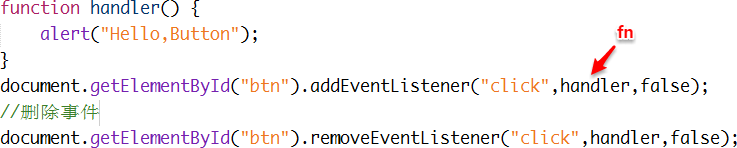 function handler() {
    alert("Hello,Button");
}
fn
document.getElementById("btn").addEventListener("click",handler,false);
//删除事件
document.getElementById("btn").removeEventListener("click",handler,false);